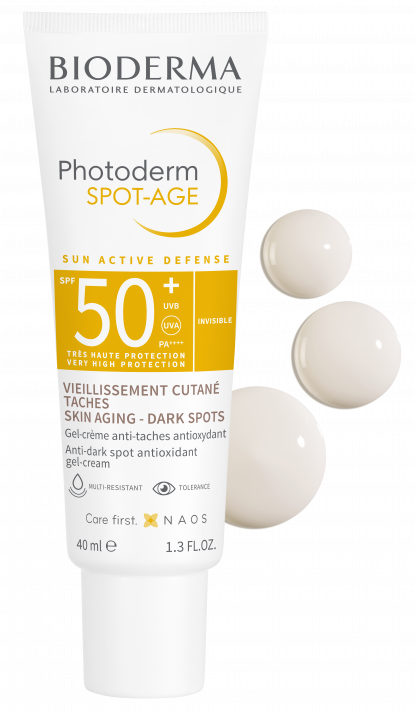 BIODERMA
LABORATOIRE DERMATOLOGIQUE
Photoderm
SPOT-AGE
SUN ACTIVE DEFENSE
SPF 50+
UVB
UVA
PA++++
INVISIBLE
TRÈS HAUTE PROTECTION
VERY HIGH PROTECTION
VIEILLISSEMENT CUTANÉ
TACHES
SKIN AGING - DARK SPOTS
Gel-crème anti-taches antioxydant
Anti-dark spot antioxidant
gel-cream
MULTI-RESISTANT TOLERANCE
Care first. NAOS
40 ml ℮ 1.3 FL.OZ.